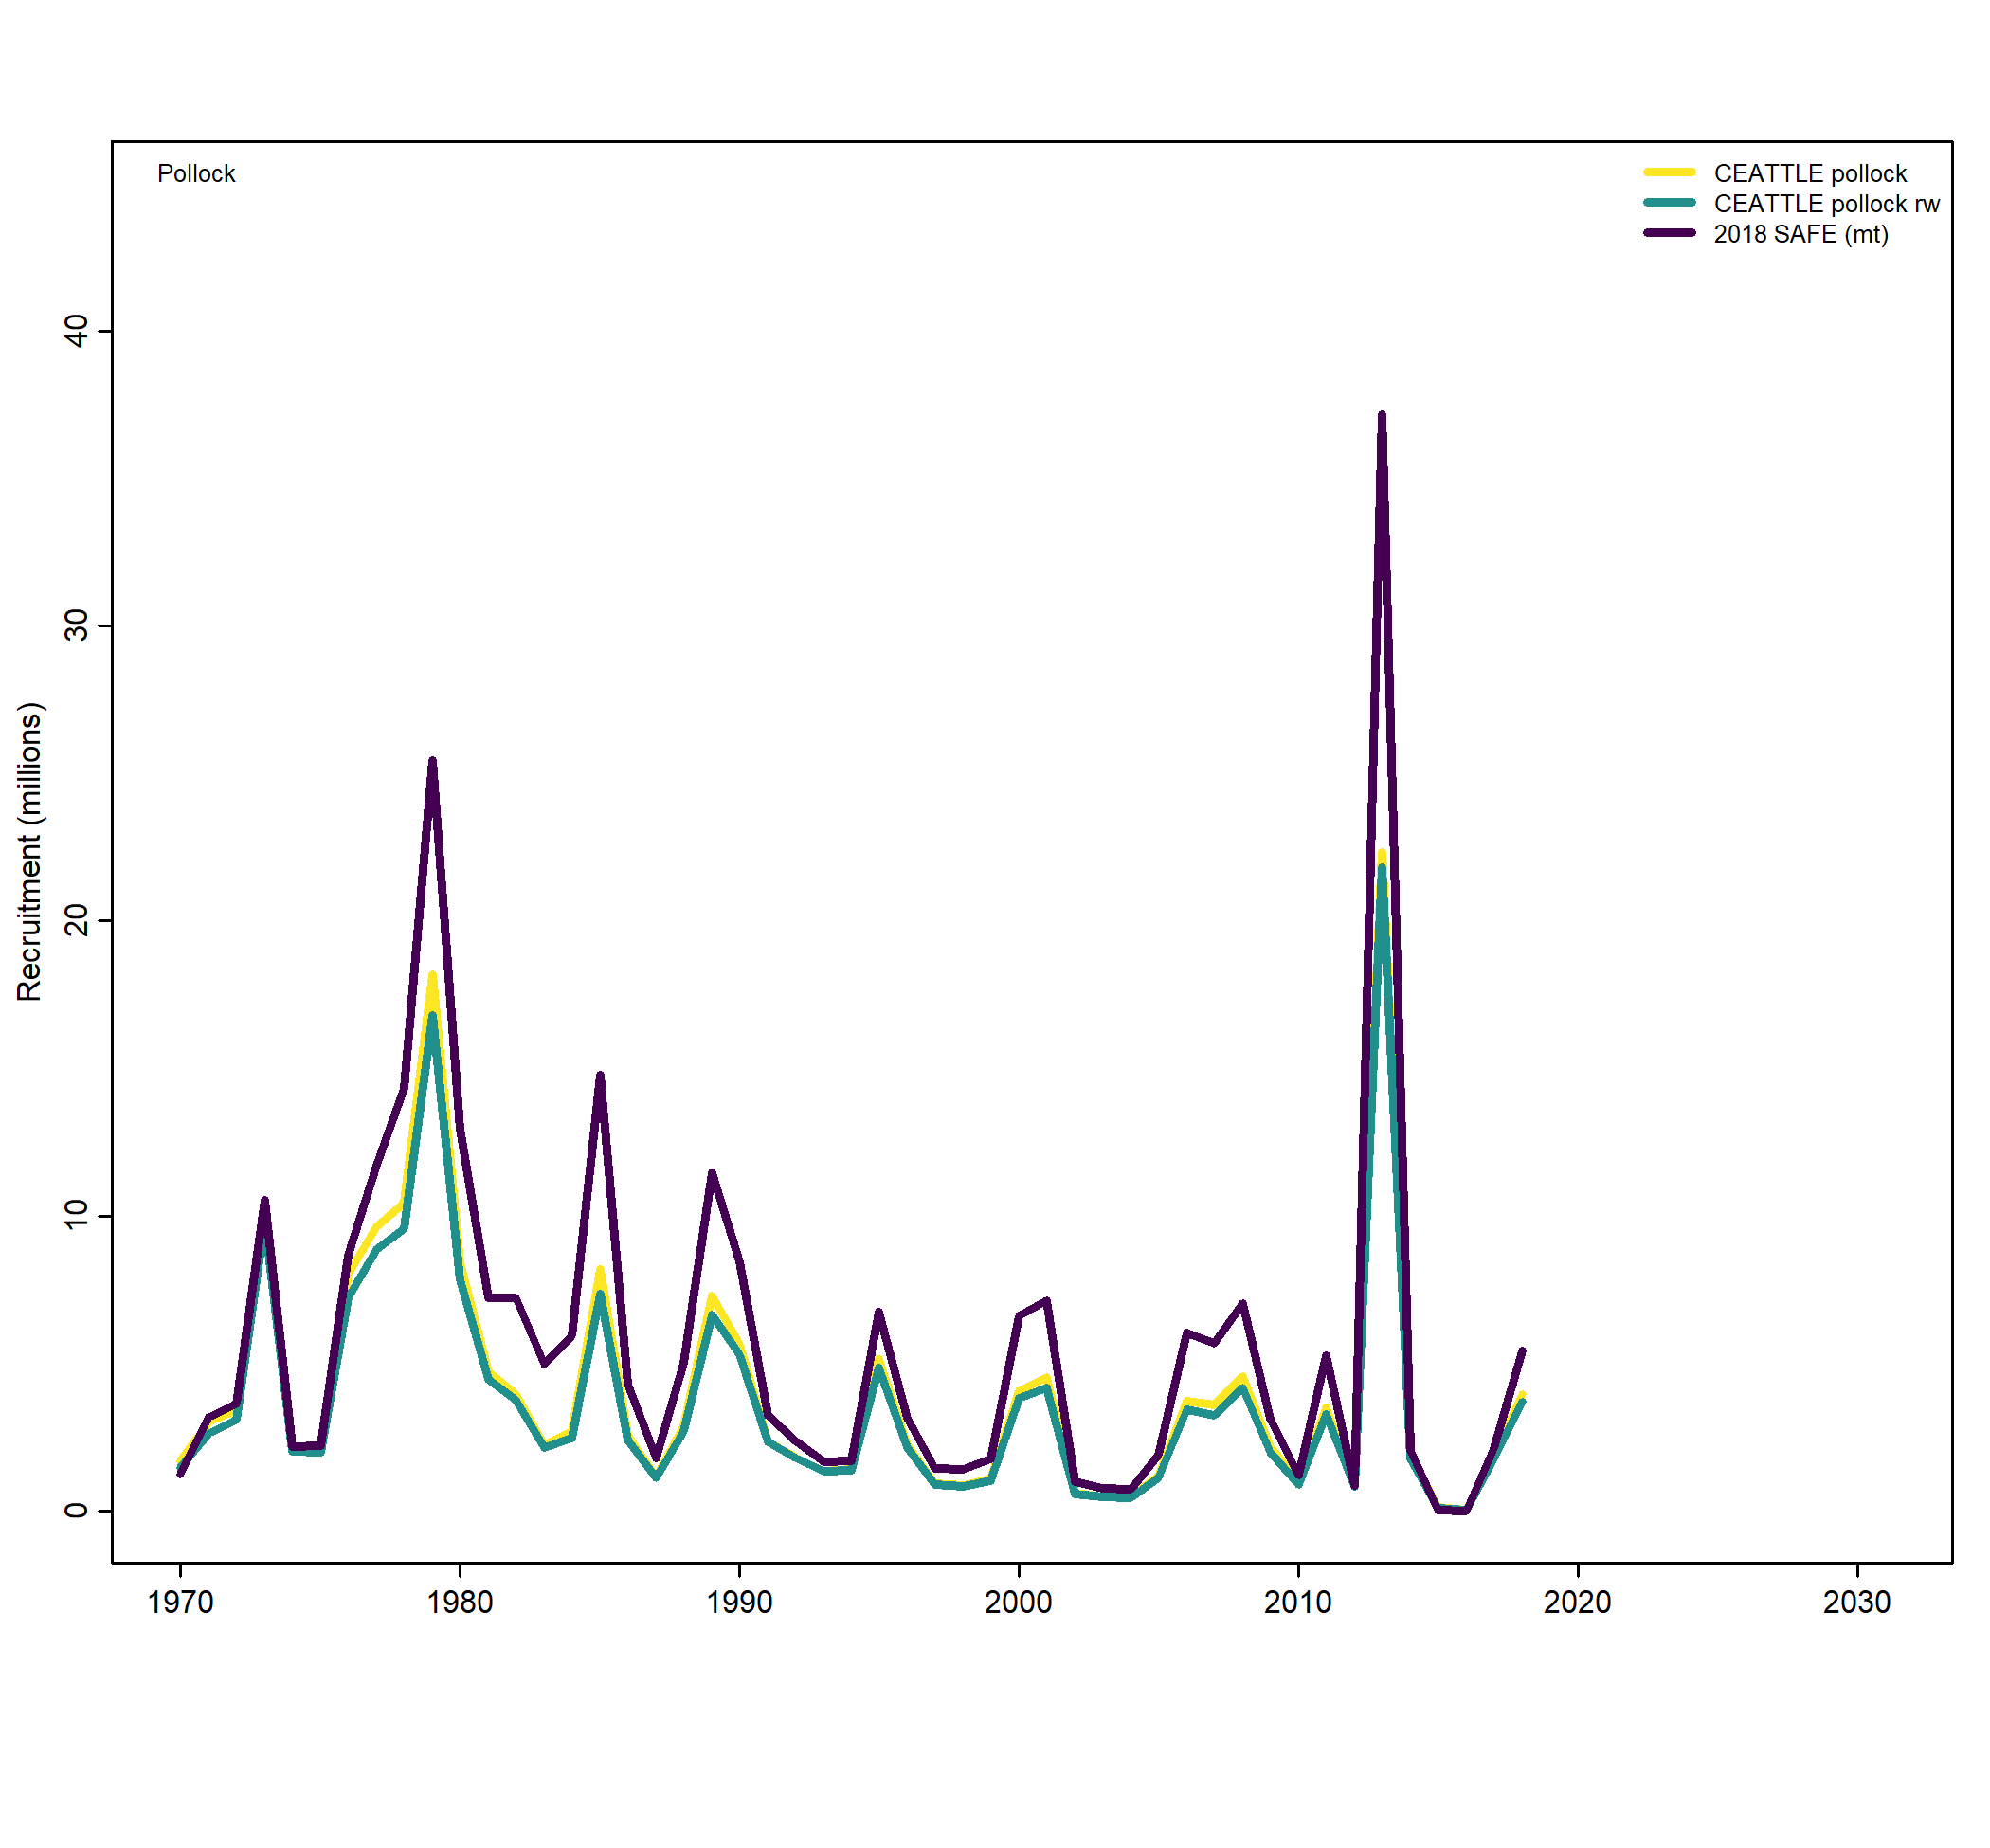 Pollock
CEATTLE pollock
CEATTLE pollock rw
2018 SAFE (mt)
Recruitment (millions)
40
30
20
10
0
1970 1980 1990 2000 2010 2020 2030